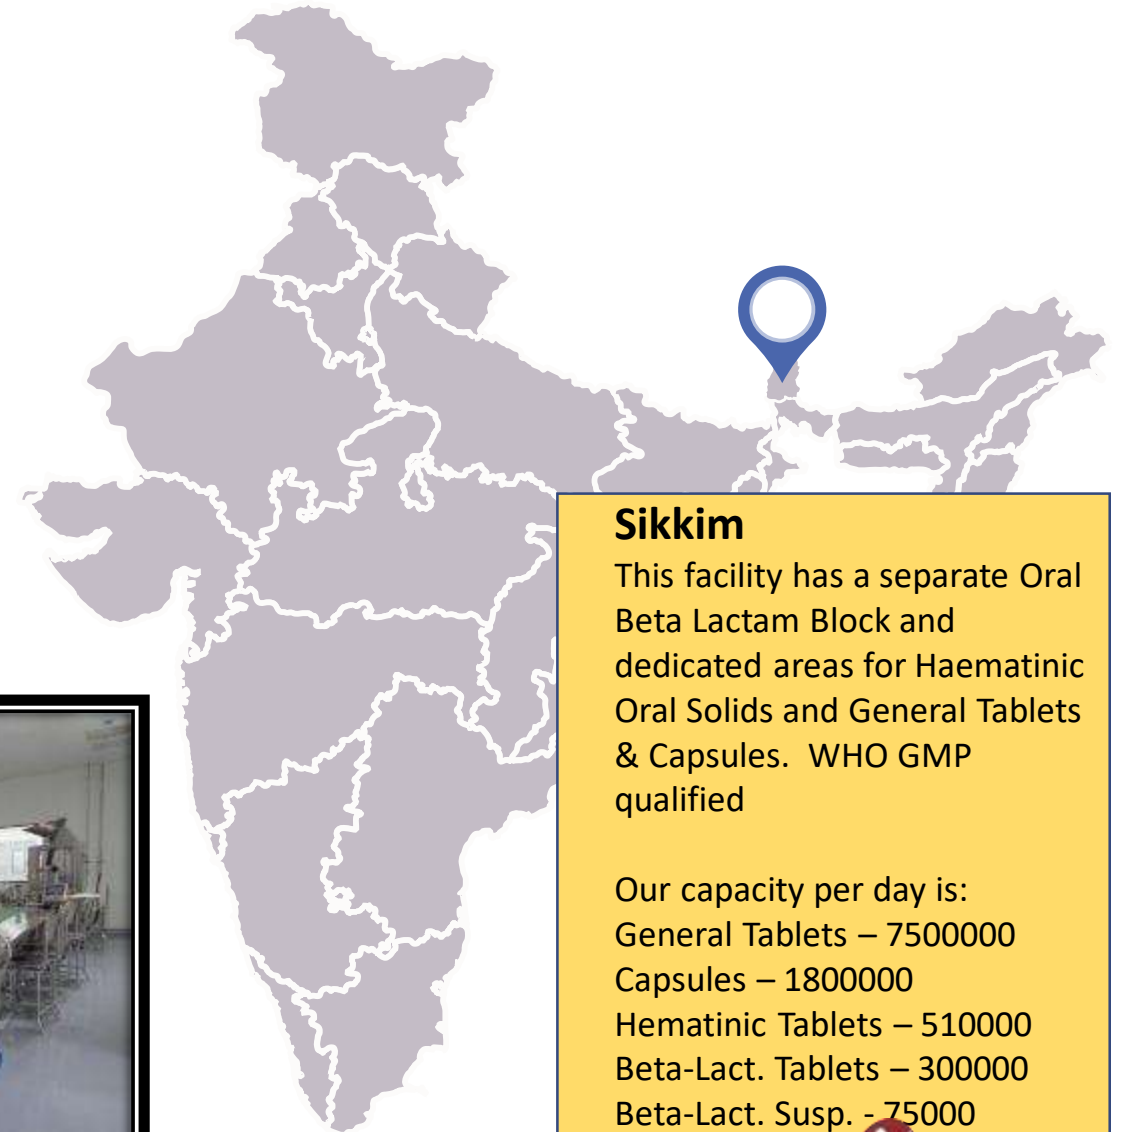 Sikkim
This facility has a separate Oral
Beta Lactam Block and
dedicated areas for Haematinic
Oral Solids and General Tablets
& Capsules.  WHO GMP
qualified
Our capacity per day is:
General Tablets – 7500000
Capsules – 1800000
Hematinic Tablets – 510000
Beta-Lact. Tablets – 300000
Beta-Lact. Susp. - 75000